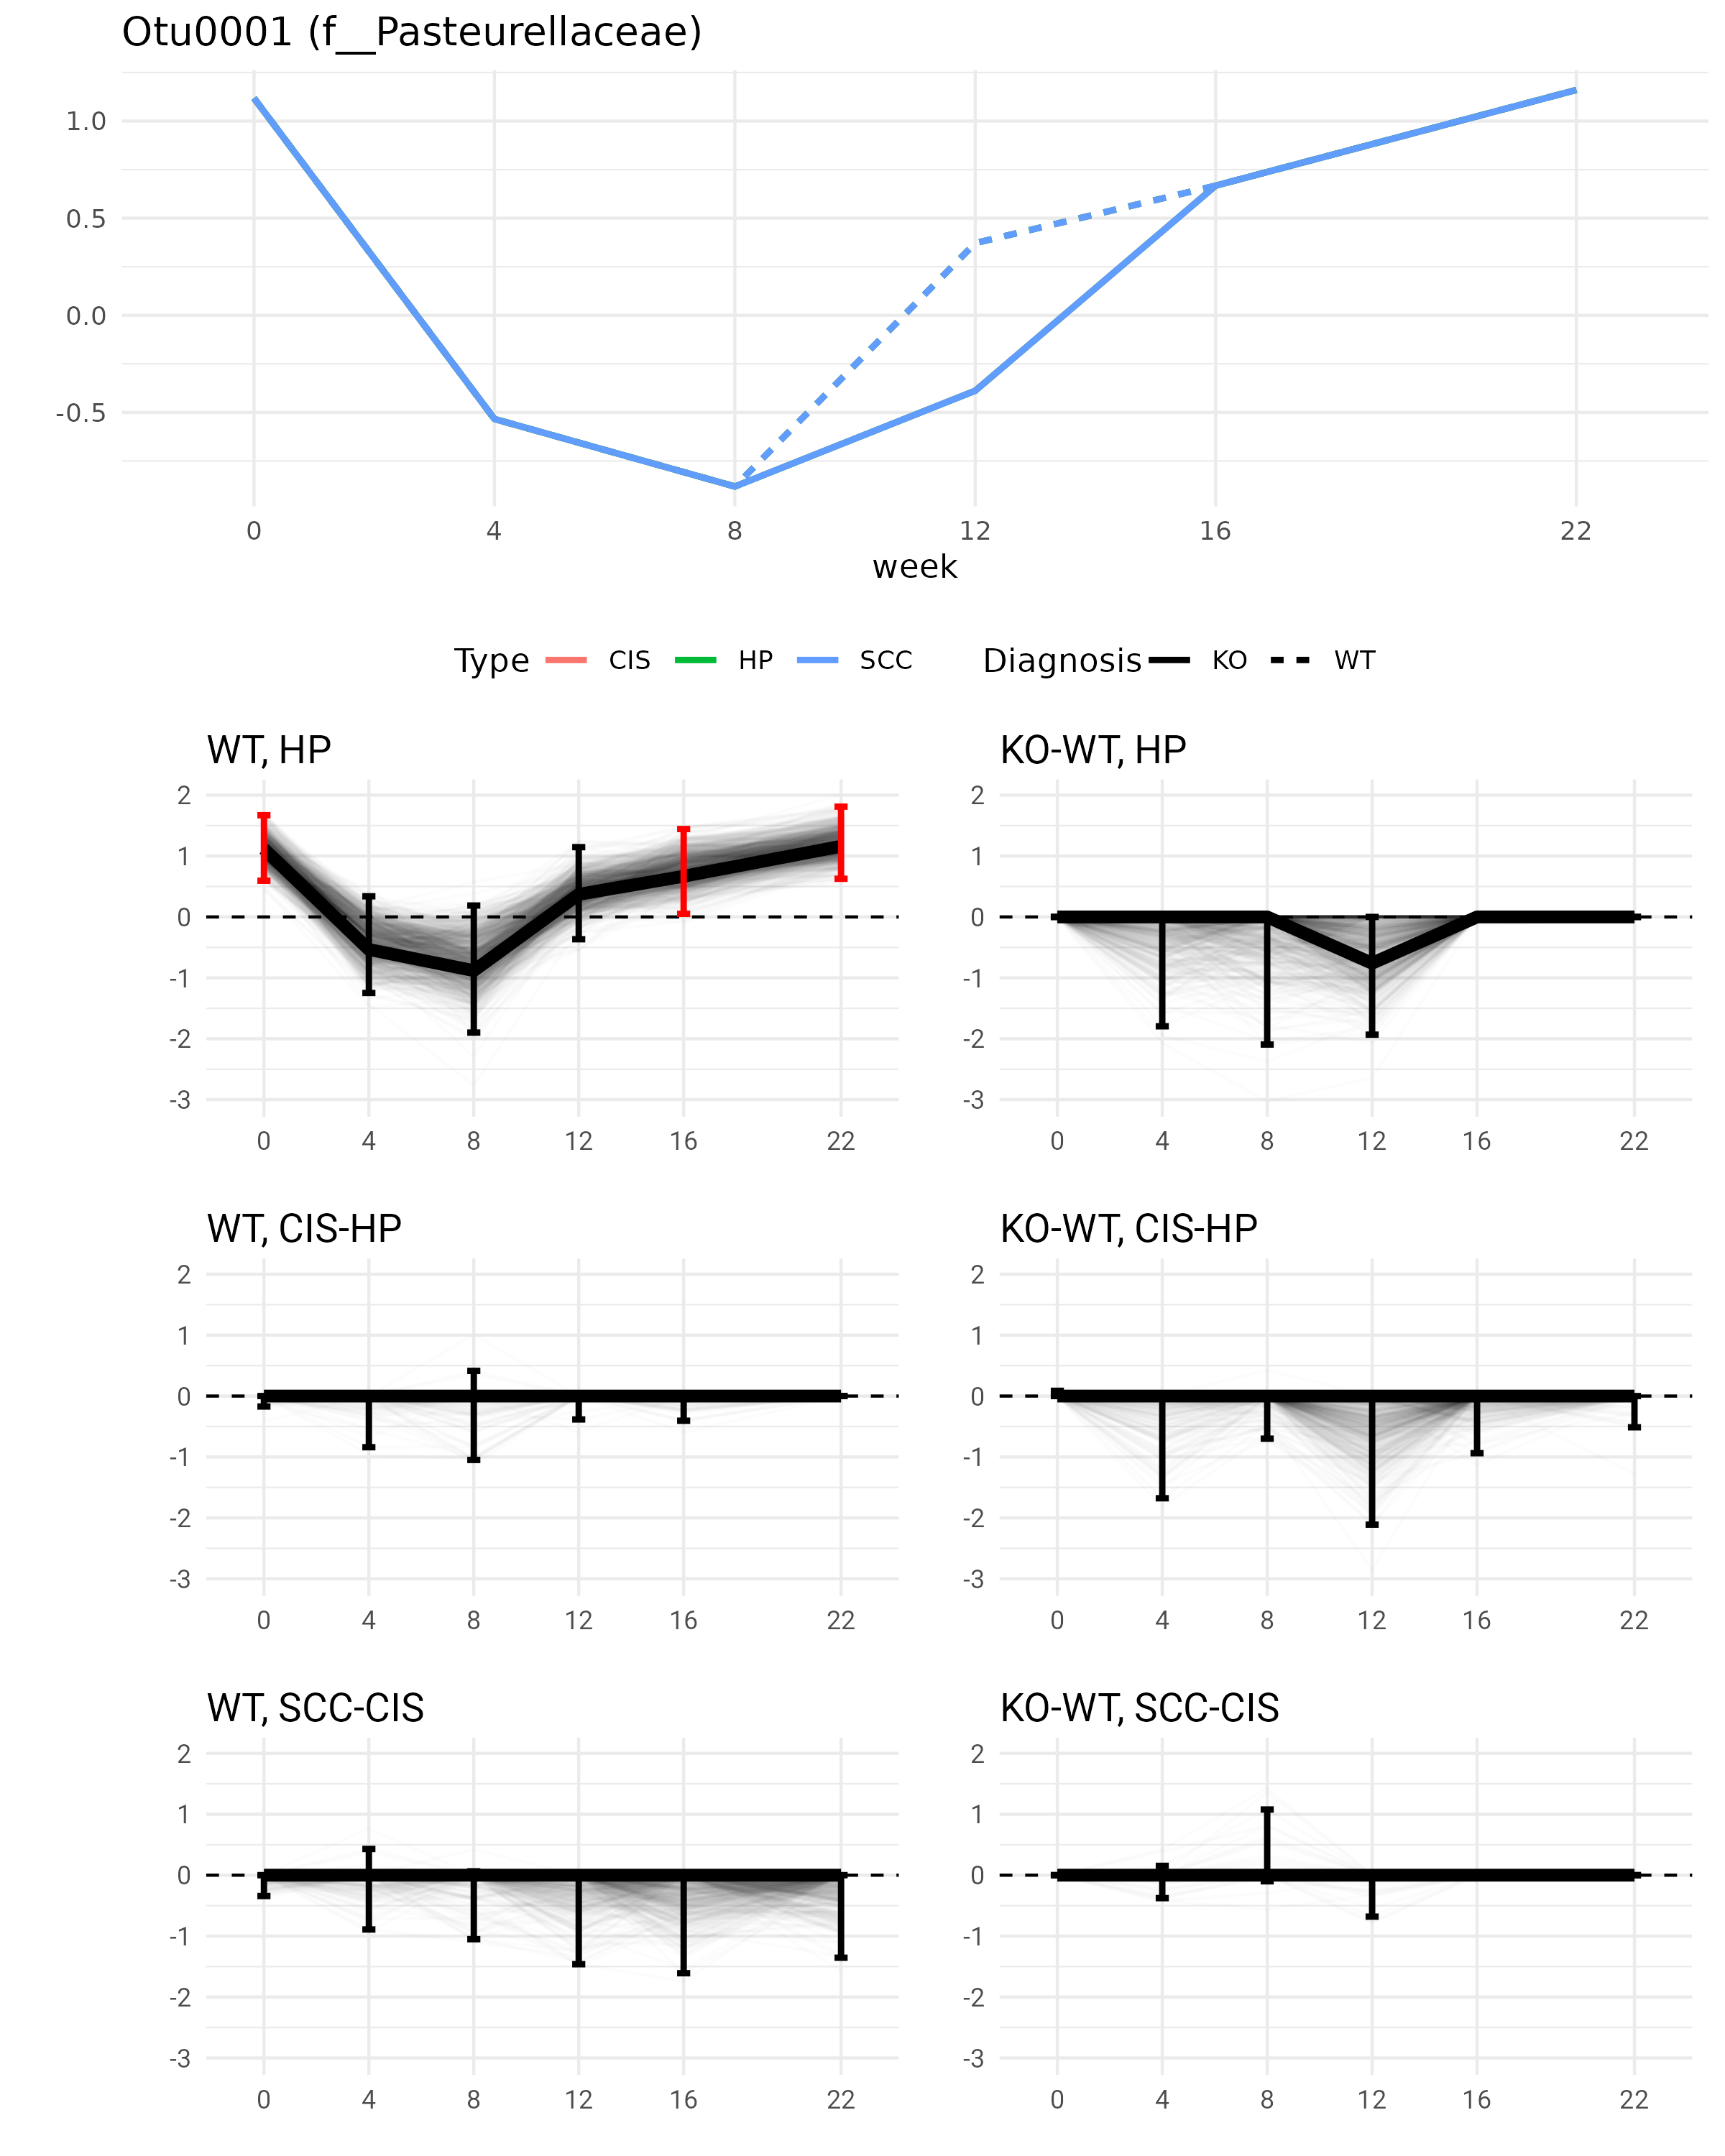 Otu0001 (f__Pasteurellaceae)
1.0
0.5
0.0
-0.5
0 4 8 12 16 22
week
Type CIS HP SCC Diagnosis KO WT
WT, HP KO-WT, HP
2 2
1 1
0 0
-1 -1
-2 -2
-3 -3
0 4 8 12 16 22 0 4 8 12 16 22
WT, CIS-HP KO-WT, CIS-HP
2 2
1 1
0 0
-1 -1
-2 -2
-3 -3
0 4 8 12 16 22 0 4 8 12 16 22
WT, SCC-CIS KO-WT, SCC-CIS
2 2
1 1
0 0
-1 -1
-2 -2
-3 -3
0 4 8 12 16 22 0 4 8 12 16 22